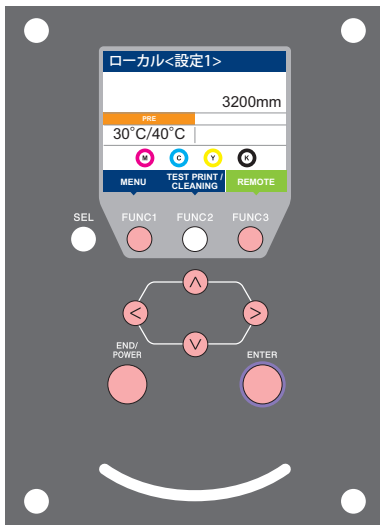 ローカル<設定1>
3200mm
PRE
30°C/40°C
M C Y K
MENU TEST PRINT / CLEANING REMOTE
SEL FUNC1 FUNC2 FUNC3
END/
POWER
ENTER